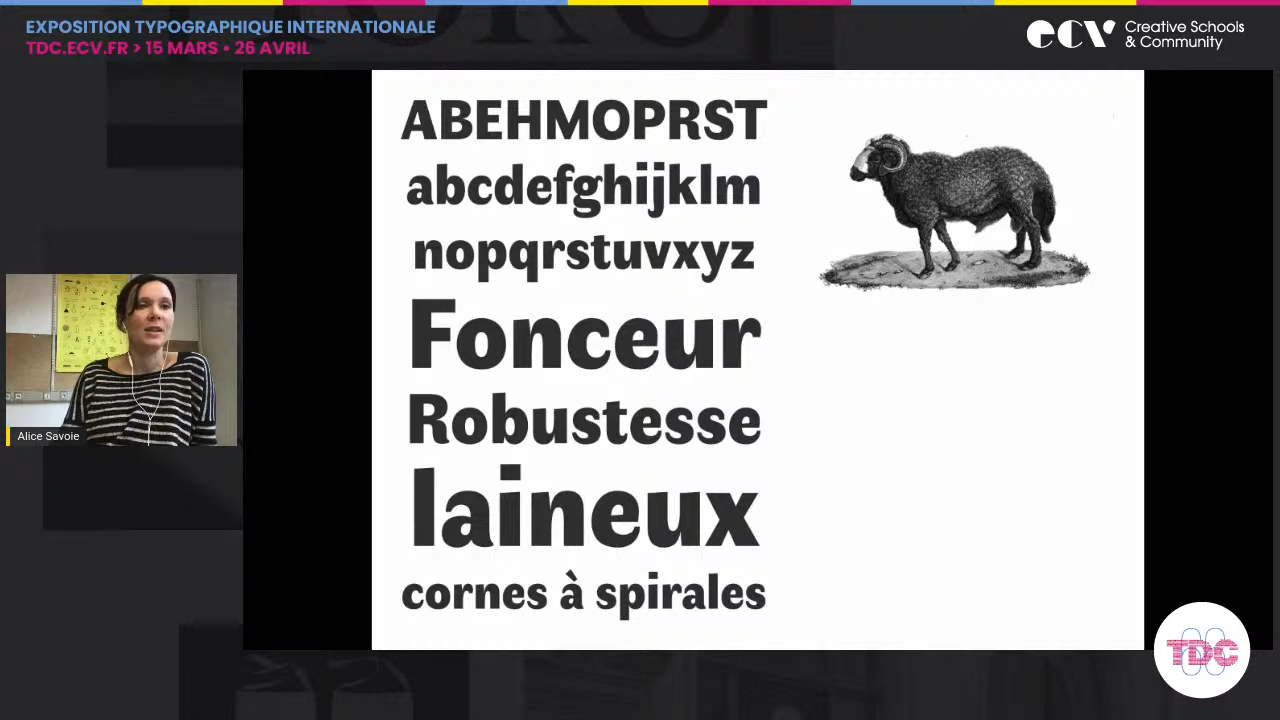 EXPOSITION TYPOGRAPHIQUE INTERNATIONALE
TDC.ECV.FR > 15 MARS • 26 AVRIL
ecv Creative Schools
& Community
ABEHMOPRST
abcdefghijklm
nopqrstuvxyz
Fonceur
Robustesse
laineux
cornes à spirales
Alice Savoie
TDC